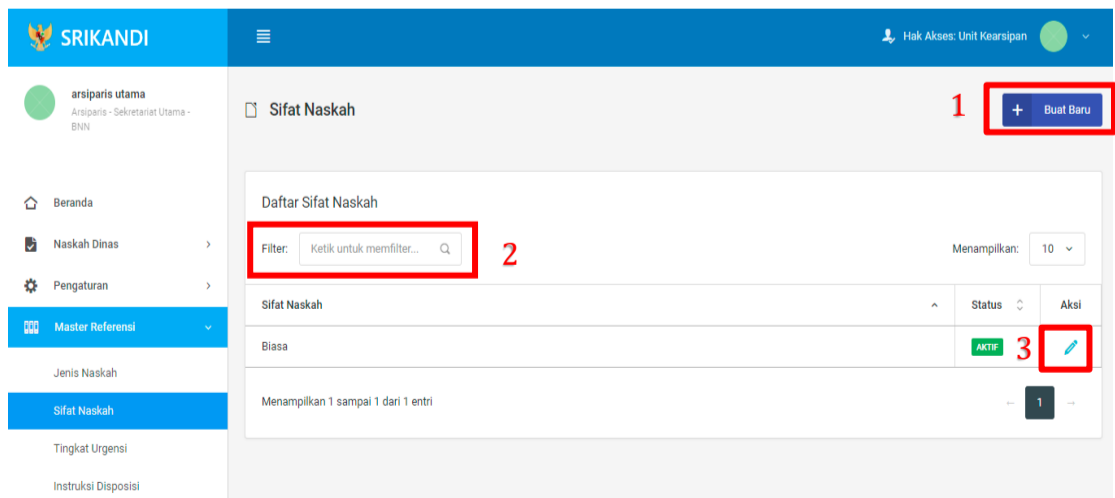 SRIKANDI
Hak Akses: Unit Kearsipan
arsiparis utama
Arsiparis - Sekretariat Utama -
BNN
Sifat Naskah
1
+ Buat Baru
Beranda
Naskah Dinas
Pengaturan
Master Referensi
Jenis Naskah
Sifat Naskah
Tingkat Urgensi
Instruksi Disposisi
Daftar Sifat Naskah
Filter: Ketik untuk memfilter...
2
Menampilkan: 10
Sifat Naskah Status Aksi
Biasa AKTIF
3
Menampilkan 1 sampai 1 dari 1 entri
← 1 →